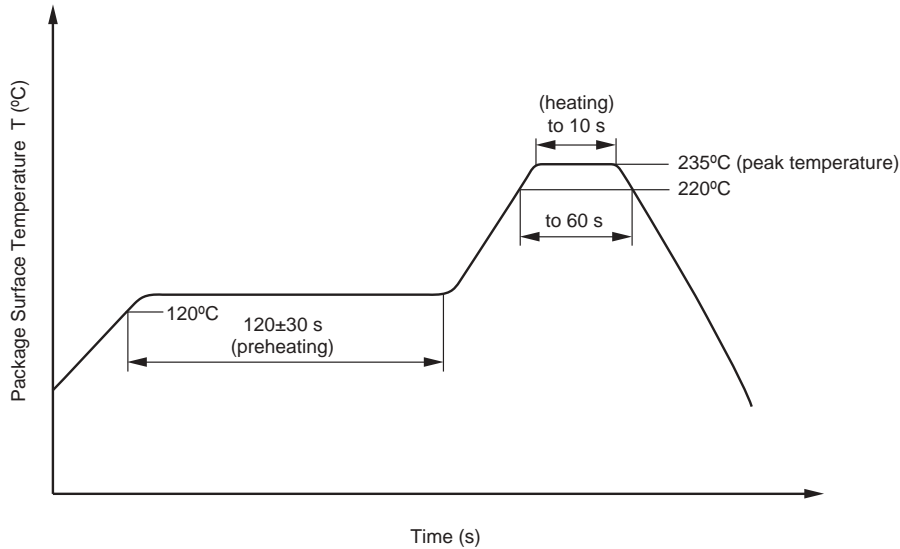 Package Surface Temperature T (ºC)
(heating)
to 10 s
235ºC (peak temperature)
220ºC
to 60 s
120ºC
120±30 s
(preheating)
Time (s)